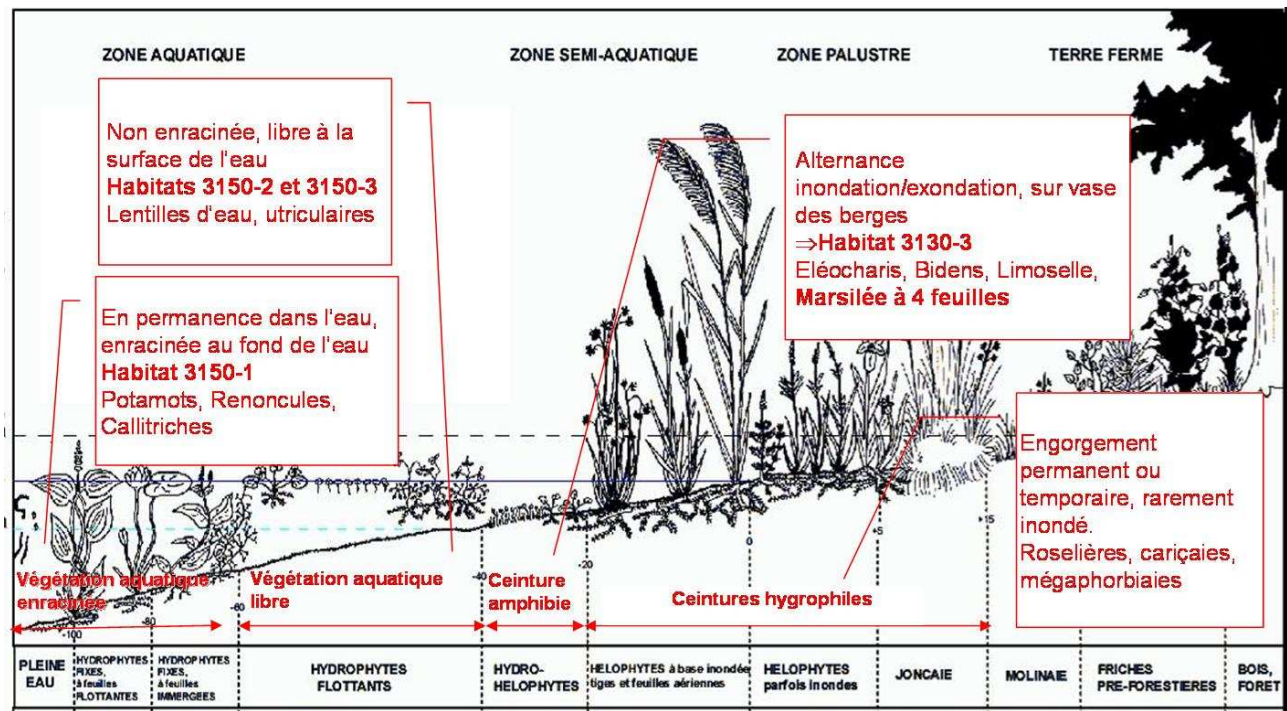 ZONE AQUATIQUE
ZONE SEMI-AQUATIQUE
ZONE PALUSTRE
TERRE FERME
Non enracinée, libre à la
surface de l'eau
Habitats 3150-2 et 3150-3
Lentilles d'eau, utriculaires
En permanence dans l'eau,
enracinée au fond de l'eau
Habitat 3150-1
Potamots, Renoncules,
Callitriches
Alternance
inondation/exondation, sur vase
des berges
⇒Habitat 3130-3
Eléocharis, Bidens, Limoselle,
Marsilée à 4 feuilles
Engorgement
permanent ou
temporaire, rarement
inondé.
Roselières, cariçaies,
mégaphorbiaies
Végétation aquatique
enracinée
Végétation aquatique
libre
Ceinture
amphibie
Ceintures hygrophiles
-100
-80
-60
-40
-20
0
+5
+15
PLEINE
EAU
HYDROPHYTES
FIXES,
à feuilles
FLOTTANTES
HYDROPHYTES
FIXES,
à feuilles
IMMERGEES
HYDROPHYTES
FLOTTANTS
HYDRO-
HELOPHYTES
HELOPHYTES à base inondée
tiges et feuilles aériennes
HELOPHYTES
parfois inondes
JONCAIE
MOLINAIE
FRICHES
PRE-FORESTIERES
BOIS,
FORET